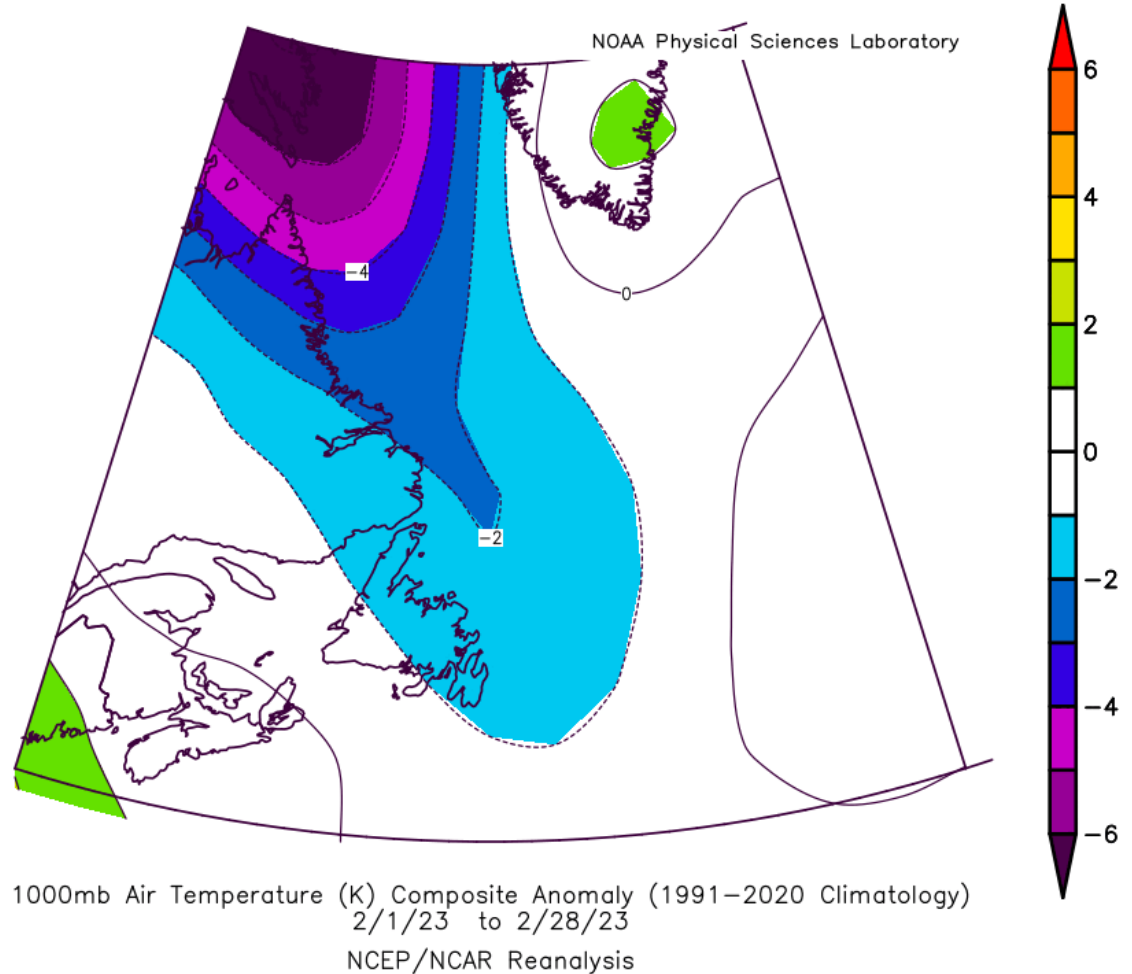 NOAA Physical Sciences Laboratory
6
4
2
0
−2
−4
−6
−4
0
−2
1000mb Air Temperature (K) Composite Anomaly (1991−2020 Climatology)
2/1/23 to 2/28/23
NCEP/NCAR Reanalysis